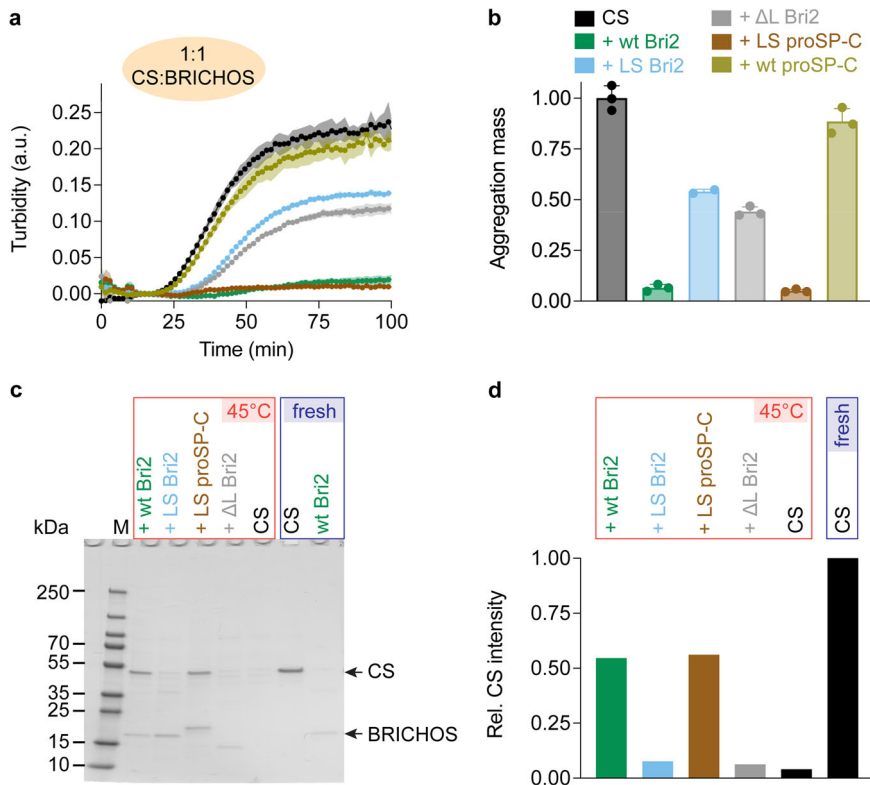 a
1:1
CS:BRICHOS
Turbidity (a.u.)
0.25
0.20
0.15
0.10
0.05
0.00
0 25 50 75 100
Time (min)
b
CS
+ wt Bri2
+ LS Bri2
+ ΔL Bri2
+ LS proSP-C
+ wt proSP-C
Aggregation mass
1.00
0.75
0.50
0.25
0.00
c
45°C
fresh
+ wt Bri2
+ LS Bri2
+ LS proSP-C
+ ΔL Bri2
CS
CS
wt Bri2
kDa
M
250
70
55
35
25
15
10
CS
BRICHOS
d
45°C
fresh
+ wt Bri2
+ LS Bri2
+ LS proSP-C
+ ΔL Bri2
CS
CS
Rel. CS intensity
1.00
0.75
0.50
0.25
0.00